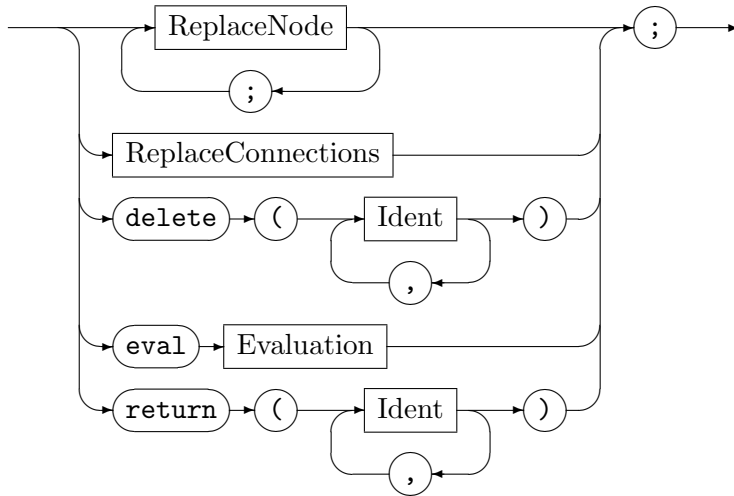 ReplaceNode ;
;
ReplaceConnections
delete ( Ident )
,
eval Evaluation
return ( Ident )
,